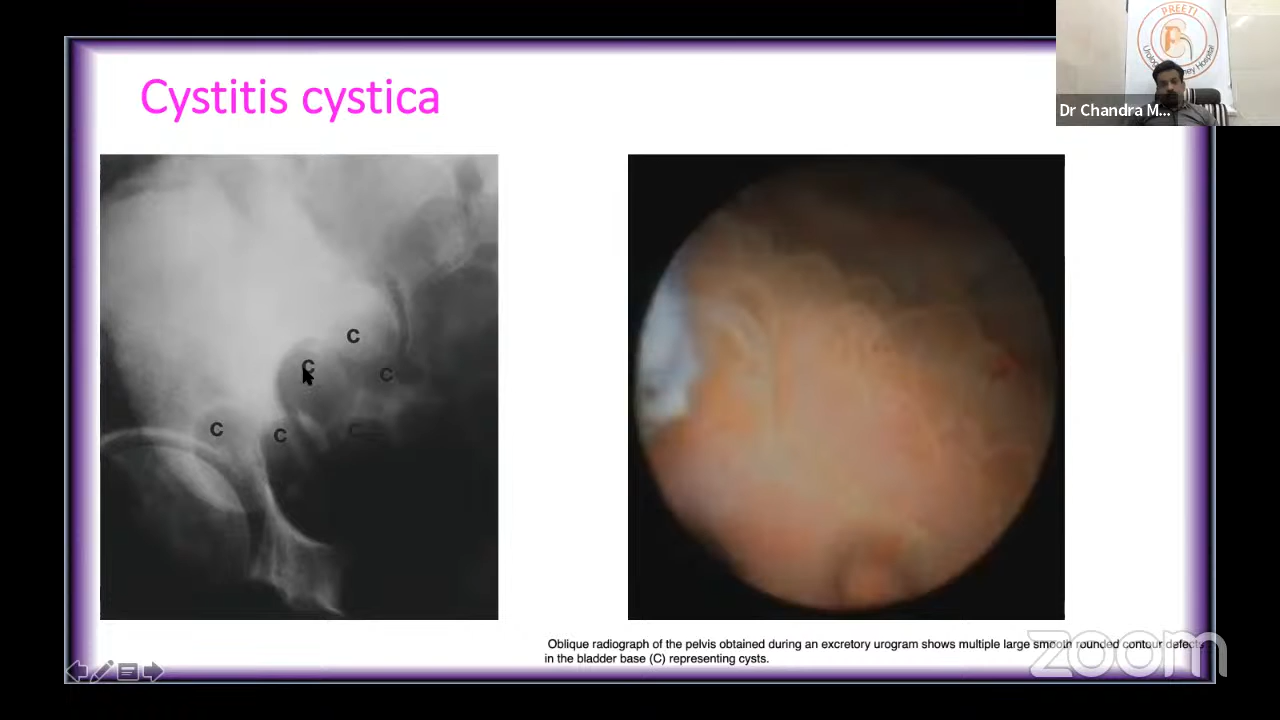 PREETI
Dr Chandra M...
Cystitis cystica
C
C
C
C
C
C
Oblique radiograph of the pelvis obtained during an excretory urogram shows multiple large smooth rounded contour defects
in the bladder base (C) representing cysts.
zoom